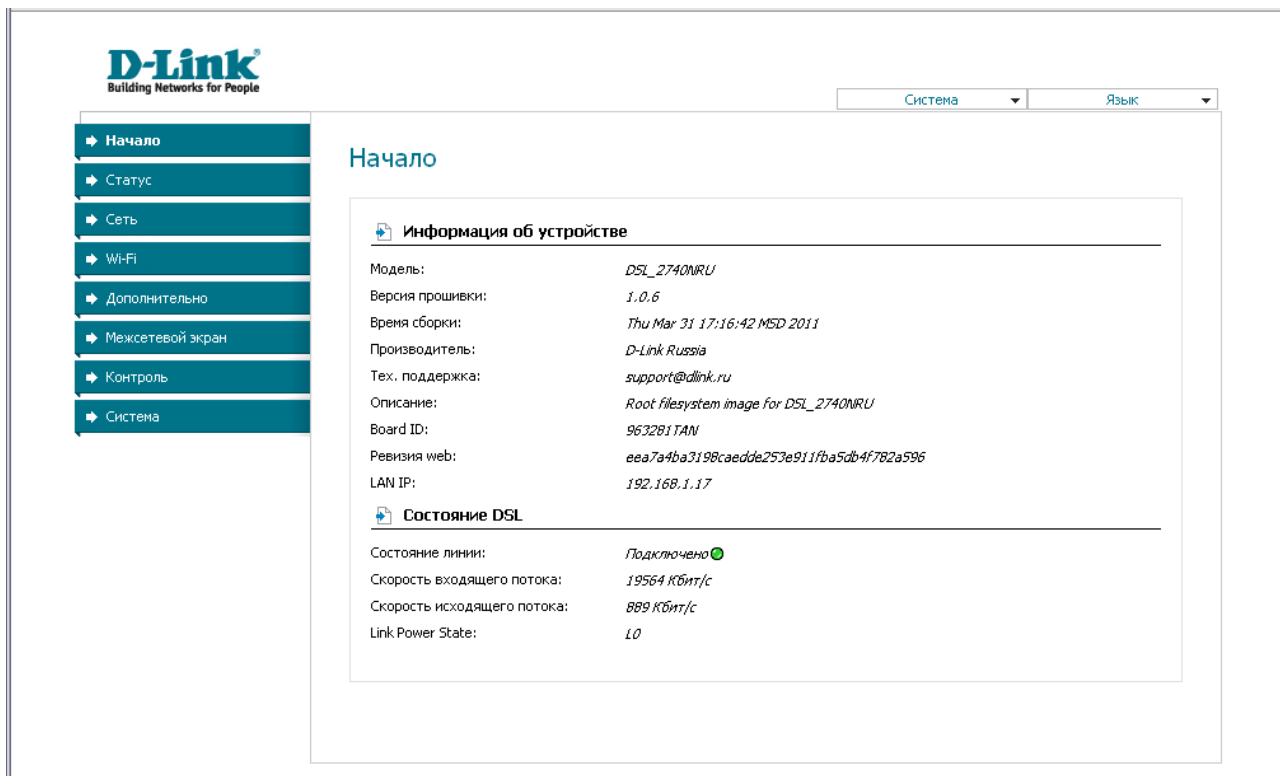 D-Link
Building Networks for People
Система
Язык
Начало
Статус
Сеть
Wi-Fi
Дополнительно
Межсетевой экран
Контроль
Система
Начало
Информация об устройстве
Модель: DSL_2740NRU
Версия прошивки: 1.0.6
Время сборки: Thu Mar 31 17:16:42 MSD 2011
Производитель: D-Link Russia
Тех. поддержка: support@dlink.ru
Описание: Root filesystem image for DSL_2740NRU
Board ID: 963281TAN
Ревизия web: eea7a4ba3198caedde253e911fba5db4f782a596
LAN IP: 192.168.1.17
Состояние DSL
Состояние линии: Подключено
Скорость входящего потока: 19564 Кбит/с
Скорость исходящего потока: 889 Кбит/с
Link Power State: L0